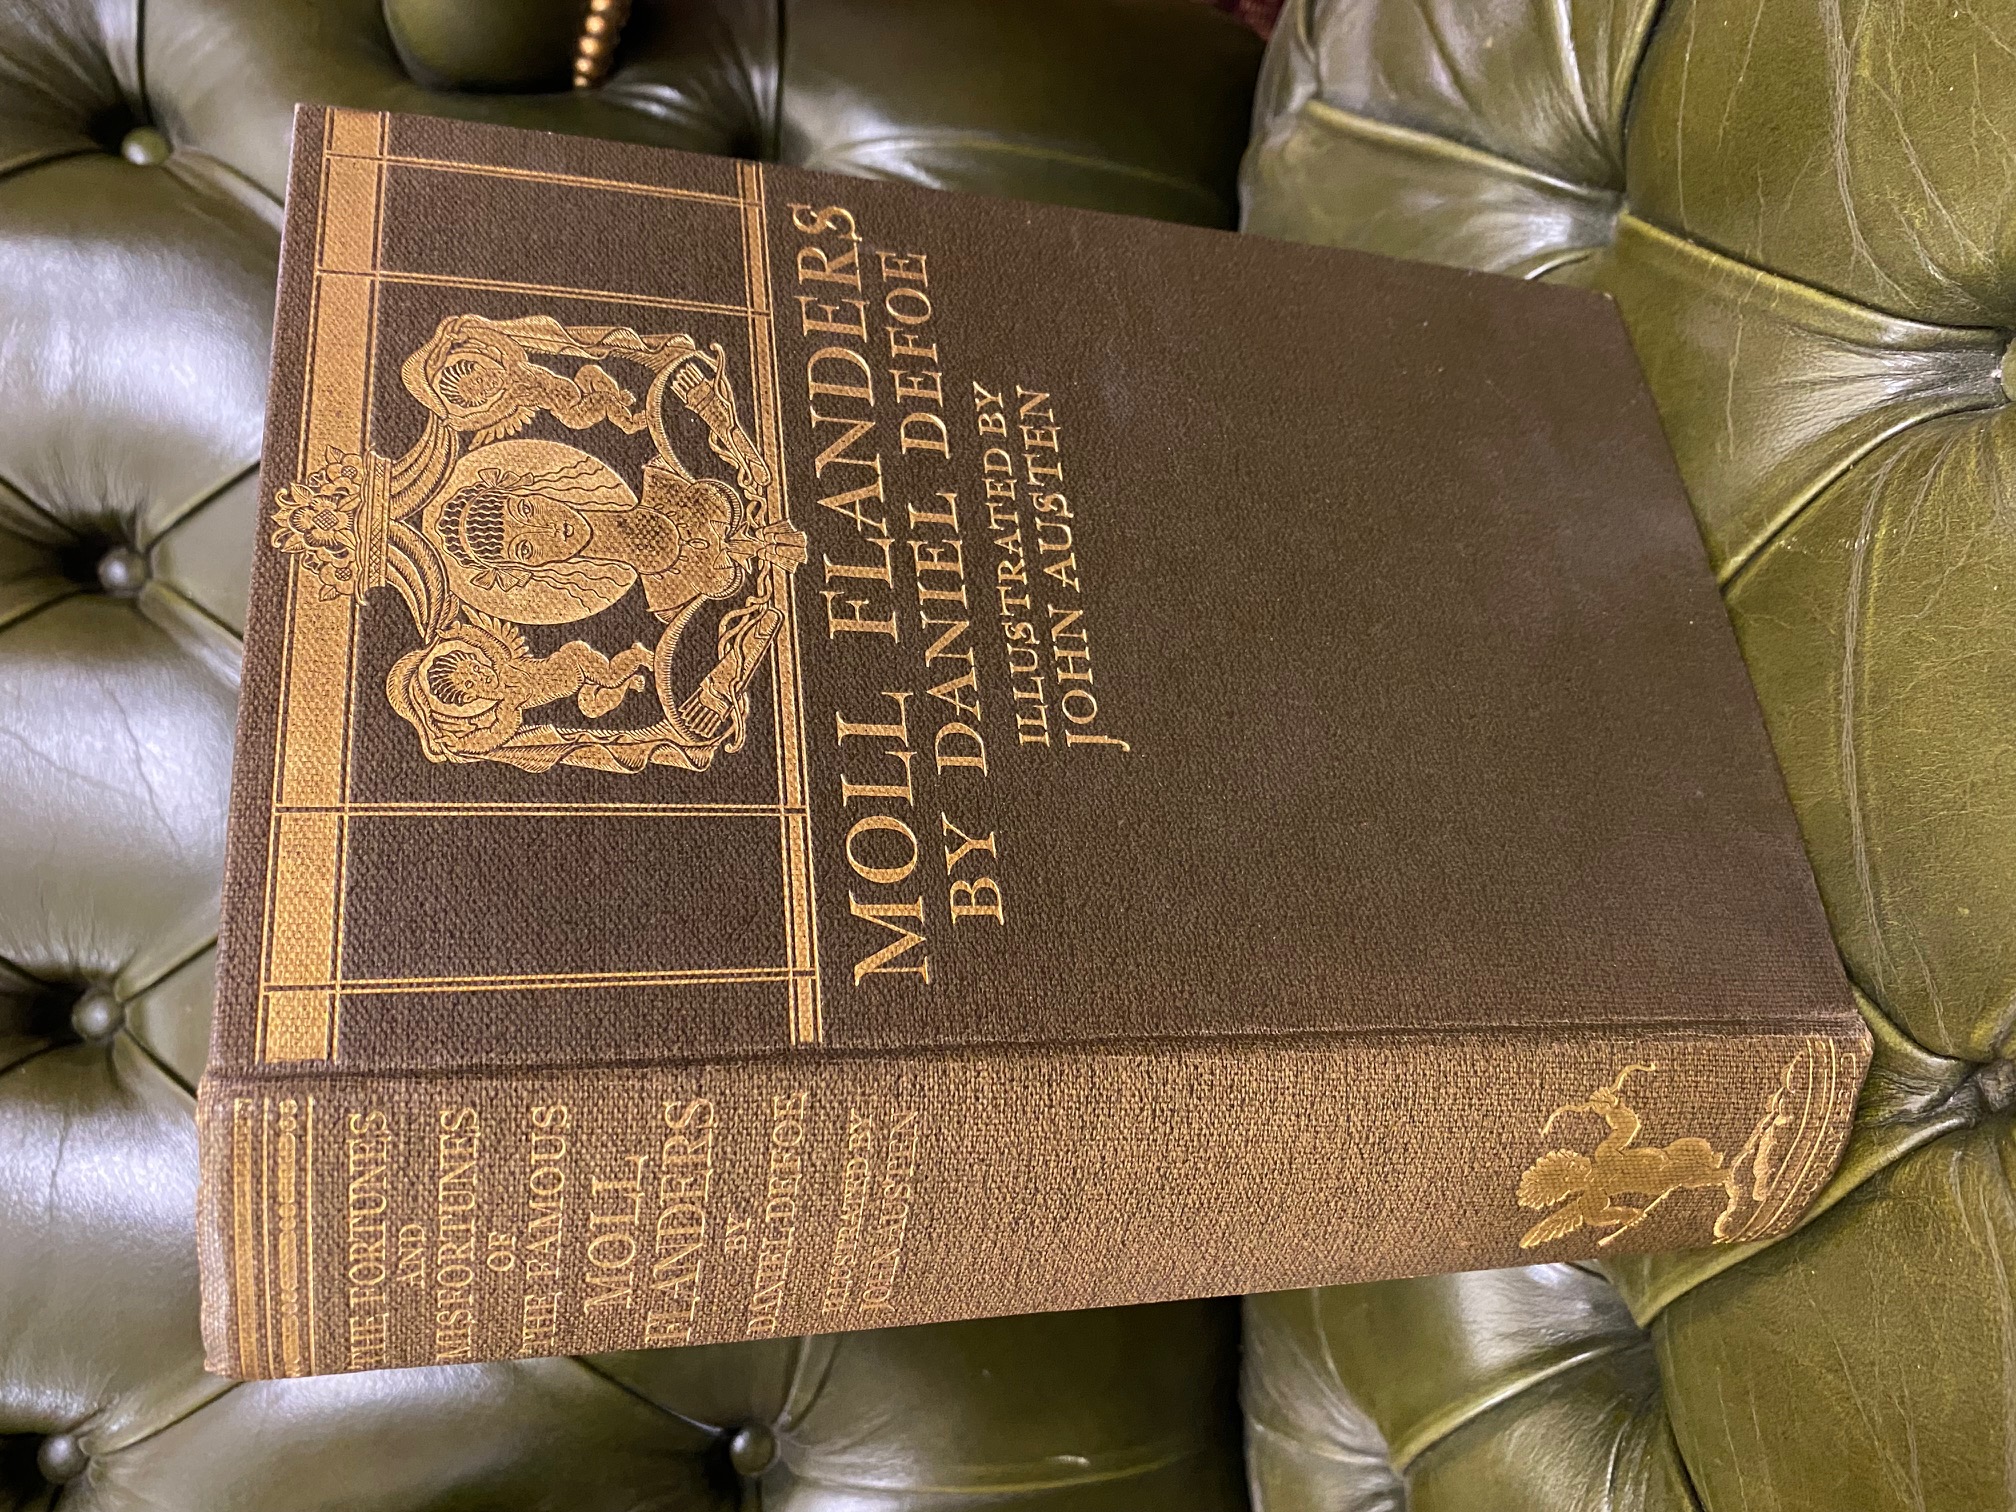 MOLL FLANDERS
BY DANIEL DEFOE
ILLUSTRATED BY
JOHN AUSTEN
THE FORTUNES
AND
MISFORTUNES
OF
THE FAMOUS
MOLL
FLANDERS
BY
DANIEL DEFOE
ILLUSTRATED BY
JOHN AUSTEN